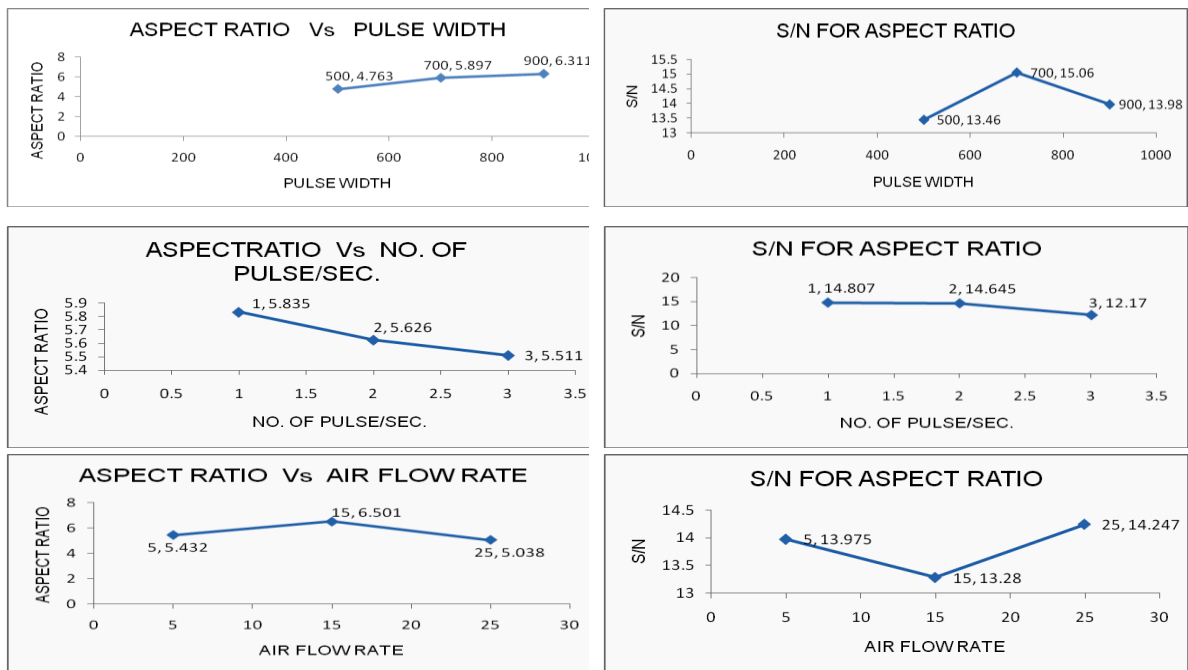 ASPECT RATIO Vs PULSE WIDTH
ASPECT RATIO
8
6
4
2
0
500, 4.763
700, 5.897
900, 6.311
0 200 400 600 800
PULSE WIDTH
S/N FOR ASPECT RATIO
S/N
15.5
15
14.5
14
13.5
13
500, 13.46
700, 15.06
900, 13.98
0 200 400 600 800 1000
PULSE WIDTH
ASPECTRATIO Vs NO. OF
PULSE/SEC.
ASPECT RATIO
5.9
5.8
5.7
5.6
5.5
5.4
1, 5.835
2, 5.626
3, 5.511
0 0.5 1 1.5 2 2.5 3 3.5
NO. OF PULSE/SEC.
S/N FOR ASPECT RATIO
S/N
20
15
10
5
0
1, 14.807
2, 14.645
3, 12.17
0 0.5 1 1.5 2 2.5 3 3.5
NO. OF PULSE/SEC.
ASPECT RATIO Vs AIR FLOW RATE
ASPECT RATIO
8
6
4
2
0
5, 5.432
15, 6.501
25, 5.038
0 5 10 15 20 25 30
AIR FLOW RATE
S/N FOR ASPECT RATIO
S/N
14.5
14
13.5
13
5, 13.975
15, 13.28
25, 14.247
0 5 10 15 20 25 30
AIR FLOW RATE